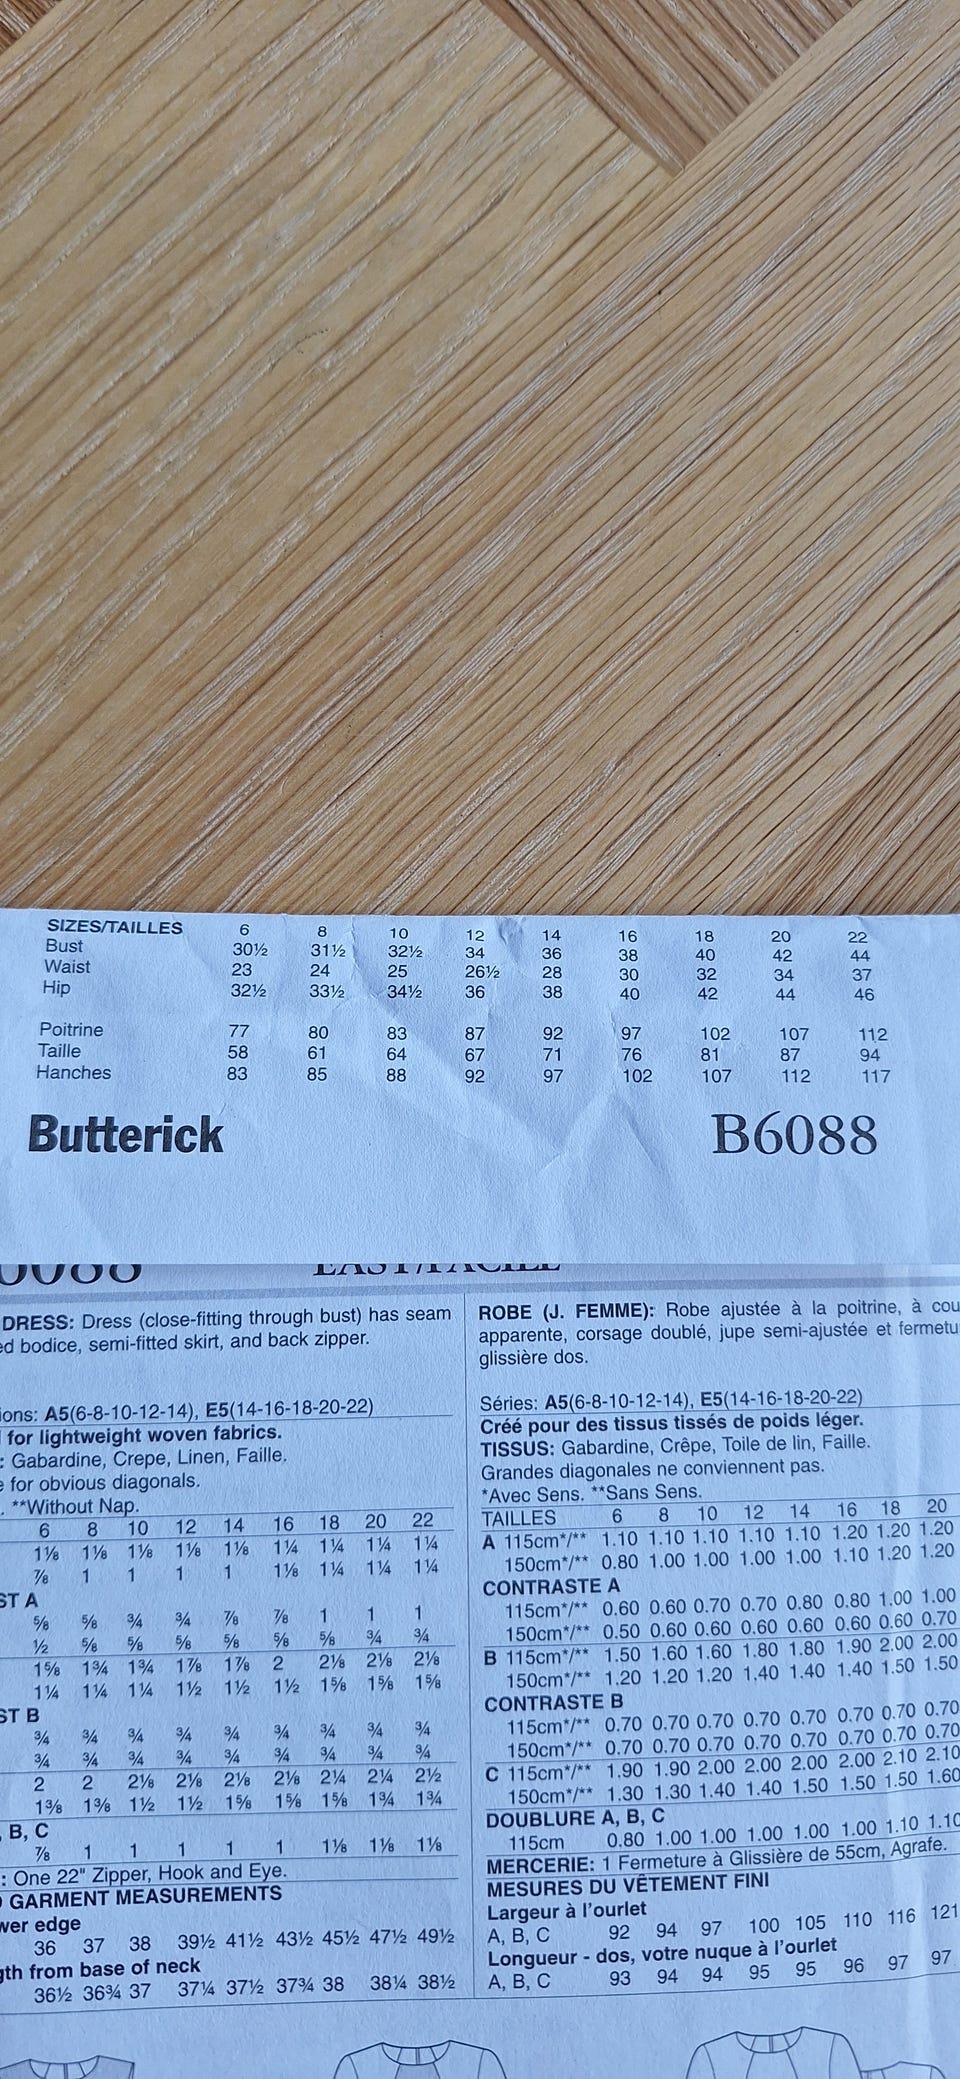 SIZES/TAILLES 6 8 10 12 14 16 18 20 22
Bust 30½ 31½ 32½ 34 36 38 40 42 44
Waist 23 24 25 26½ 28 30 32 34 37
Hip 32½ 33½ 34½ 36 38 40 42 44 46
Poitrine 77 80 83 87 92 97 102 107 112
Taille 58 61 64 67 71 76 81 87 94
Hanches 83 85 88 92 97 102 107 112 117
Butterick B6088
DRESS: Dress (close-fitting through bust) has seam
ed bodice, semi-fitted skirt, and back zipper.
ions: A5(6-8-10-12-14), E5(14-16-18-20-22)
for lightweight woven fabrics.
: Gabardine, Crepe, Linen, Faille.
e for obvious diagonals.
. **Without Nap.
6 8 10 12 14 16 18 20 22
1⅛ 1⅛ 1⅛ 1⅛ 1⅛ 1¼ 1¼ 1¼ 1¼
⅞ 1 1 1 1 1⅛ 1¼ 1¼ 1¼
ST A
⅝ ⅝ ¾ ¾ ⅞ ⅞ 1 1 1
½ ⅝ ⅝ ⅝ ⅝ ⅝ ⅝ ¾ ¾
1⅝ 1¾ 1¾ 1⅞ 1⅞ 2 2⅛ 2⅛ 2⅛
1¼ 1¼ 1¼ 1½ 1½ 1½ 1⅝ 1⅝ 1⅝
ST B
¾ ¾ ¾ ¾ ¾ ¾ ¾ ¾ ¾
¾ ¾ ¾ ¾ ¾ ¾ ¾ ¾ ¾
2 2 2⅛ 2⅛ 2⅛ 2⅛ 2¼ 2¼ 2½
1⅜ 1⅜ 1½ 1½ 1⅝ 1⅝ 1⅝ 1¾ 1¾
, B, C
⅞ 1 1 1 1 1 1⅛ 1⅛ 1⅛
: One 22" Zipper, Hook and Eye.
GARMENT MEASUREMENTS
wer edge
36 37 38 39½ 41½ 43½ 45½ 47½ 49½
gth from base of neck
36½ 36¾ 37 37¼ 37½ 37¾ 38 38¼ 38½
ROBE (J. FEMME): Robe ajustée à la poitrine, à cou
apparente, corsage doublé, jupe semi-ajustée et fermetu
glissière dos.
Séries: A5(6-8-10-12-14), E5(14-16-18-20-22)
Créé pour des tissus tissés de poids léger.
TISSUS: Gabardine, Crêpe, Toile de lin, Faille.
Grandes diagonales ne conviennent pas.
*Avec Sens. **Sans Sens.
TAILLES 6 8 10 12 14 16 18 20
A 115cm*/** 1.10 1.10 1.10 1.10 1.10 1.20 1.20 1.20
150cm*/** 0.80 1.00 1.00 1.00 1.00 1.10 1.20 1.20
CONTRASTE A
115cm*/** 0.60 0.60 0.70 0.70 0.80 0.80 1.00 1.00
150cm*/** 0.50 0.60 0.60 0.60 0.60 0.60 0.60 0.70
B 115cm*/** 1.50 1.60 1.60 1.80 1.80 1.90 2.00 2.00
150cm*/** 1.20 1.20 1.20 1.40 1.40 1.40 1.50 1.50
CONTRASTE B
115cm*/** 0.70 0.70 0.70 0.70 0.70 0.70 0.70 0.70
150cm*/** 0.70 0.70 0.70 0.70 0.70 0.70 0.70 0.70
C 115cm*/** 1.90 1.90 2.00 2.00 2.00 2.00 2.10 2.10
150cm*/** 1.30 1.30 1.40 1.40 1.50 1.50 1.50 1.60
DOUBLURE A, B, C
115cm 0.80 1.00 1.00 1.00 1.00 1.00 1.10 1.10
MERCERIE: 1 Fermeture à Glissière de 55cm, Agrafe.
MESURES DU VÊTEMENT FINI
Largeur à l'ourlet
A, B, C 92 94 97 100 105 110 116 121
Longueur - dos, votre nuque à l'ourlet
A, B, C 93 94 94 95 95 96 97 97